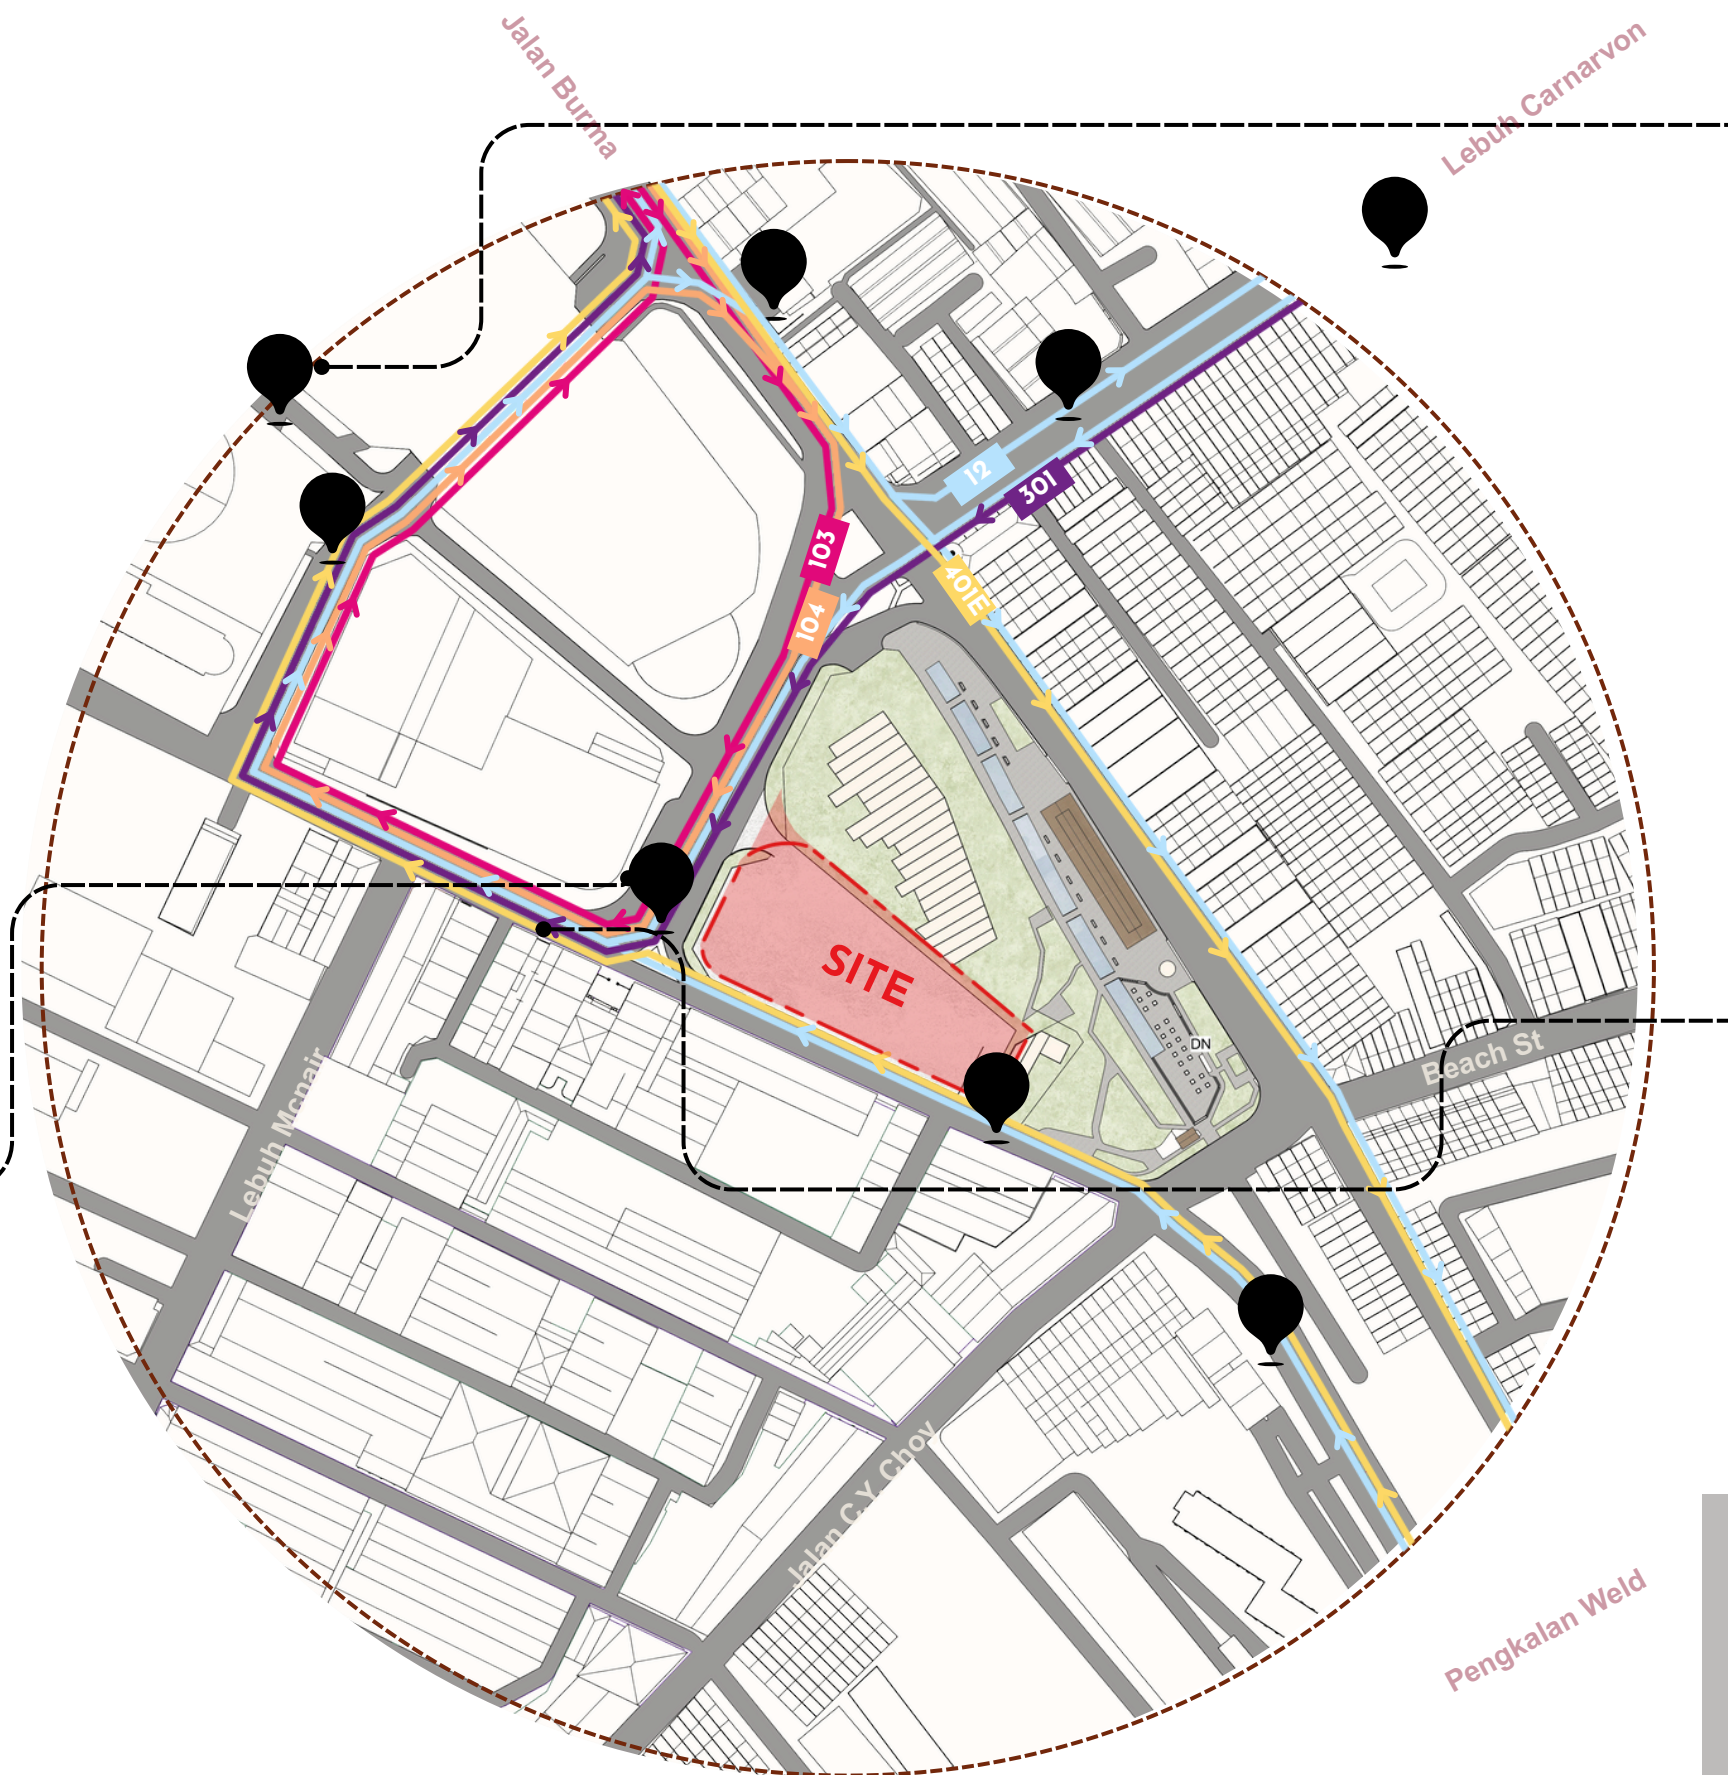 Jalan Burma
Lebuh Carnarvon
12
301
103
401E
104
SITE
DN
Beach St
Lebuh Mcnair
Jalan C.Y. Choy
Pengkalan Weld